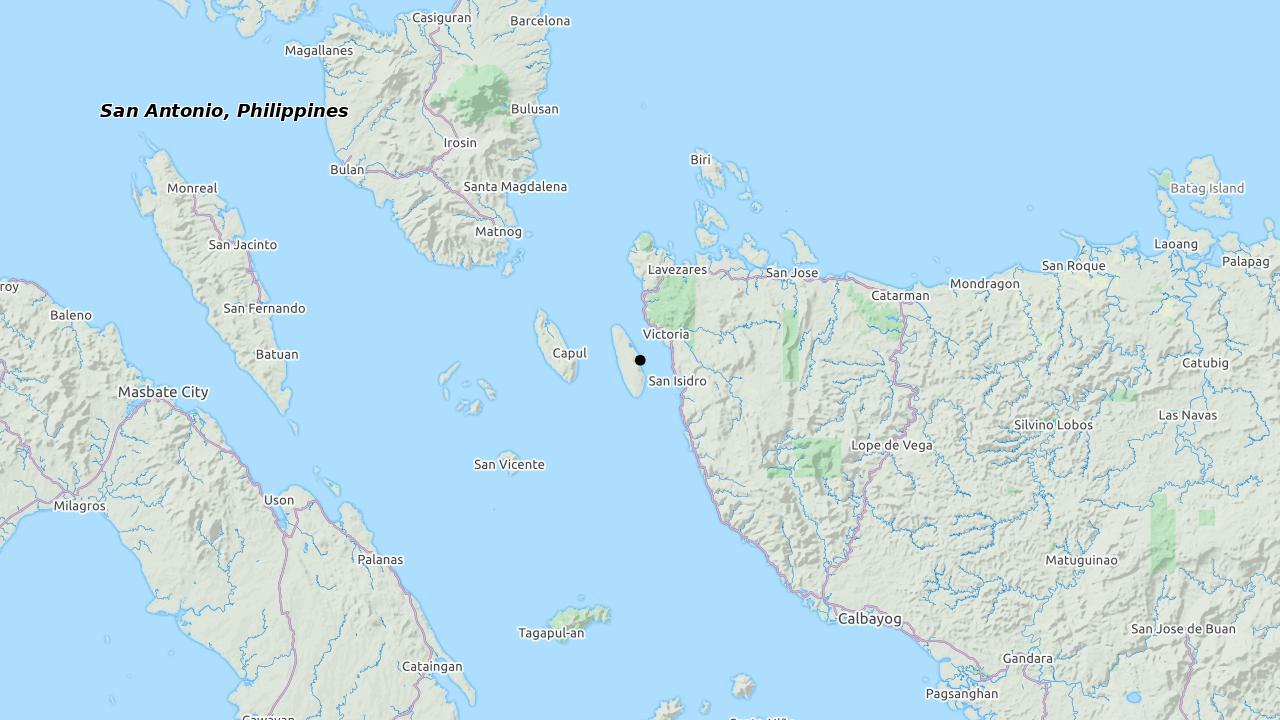 Casiguran
Barcelona
Magallanes
San Antonio, Philippines
Bulusan
Irosin
Biri
Bulan
Monreal
Santa Magdalena
Batag Island
Matnog
San Jacinto
Laoang
Palapag
Lavezares
San Jose
San Roque
roy
Mondragon
Catarman
Baleno
San Fernando
Victoria
Batuan
Capul
Catubig
San Isidro
Masbate City
Las Navas
Silvino Lobos
Lope de Vega
San Vicente
Uson
Milagros
Palanas
Matuguinao
Calbayog
Tagapul-an
San Jose de Buan
Gandara
Cataingan
Pagsanghan